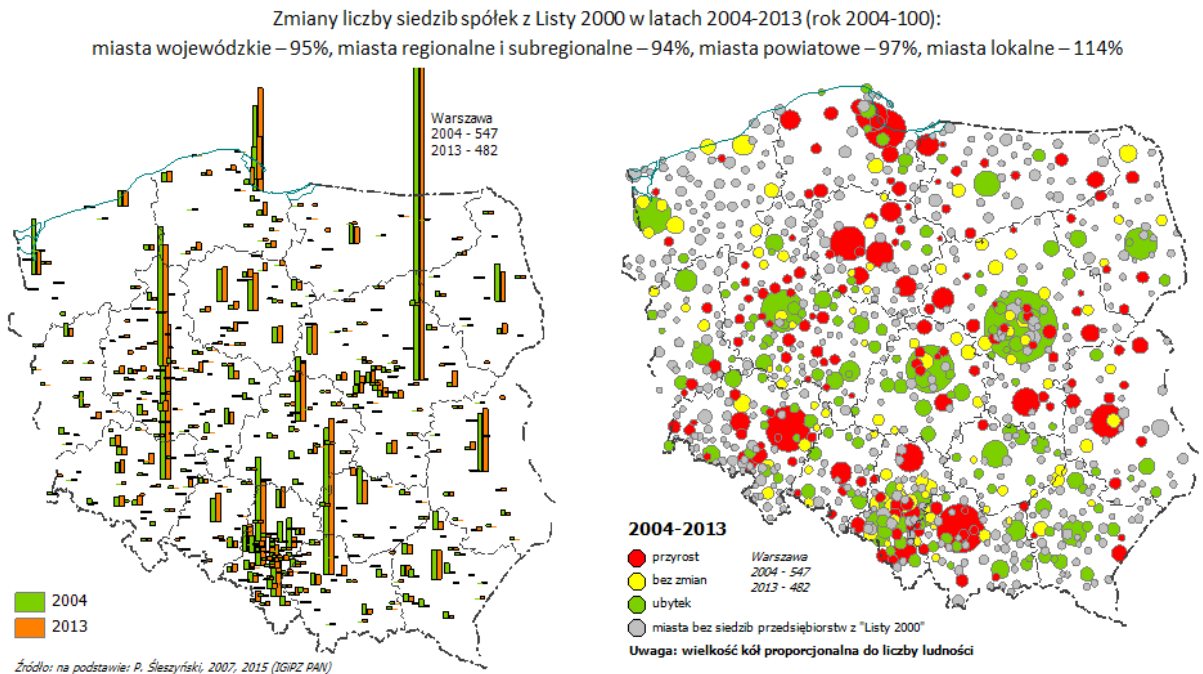 Zmiany liczby siedzib spółek z Listy 2000 w latach 2004-2013 (rok 2004-100):
miasta wojewódzkie – 95%, miasta regionalne i subregionalne – 94%, miasta powiatowe – 97%, miasta lokalne – 114%
Warszawa
2004 - 547
2013 - 482
2004
2013
Źródło: na podstawie: P. Śleszyński, 2007, 2015 (IGiPZ PAN)
2004-2013
przyrost
bez zmian
ubytek
miasta bez siedzib przedsiębiorstw z "Listy 2000"
Warszawa
2004 - 547
2013 - 482
Uwaga: wielkość kół proporcjonalna do liczby ludności